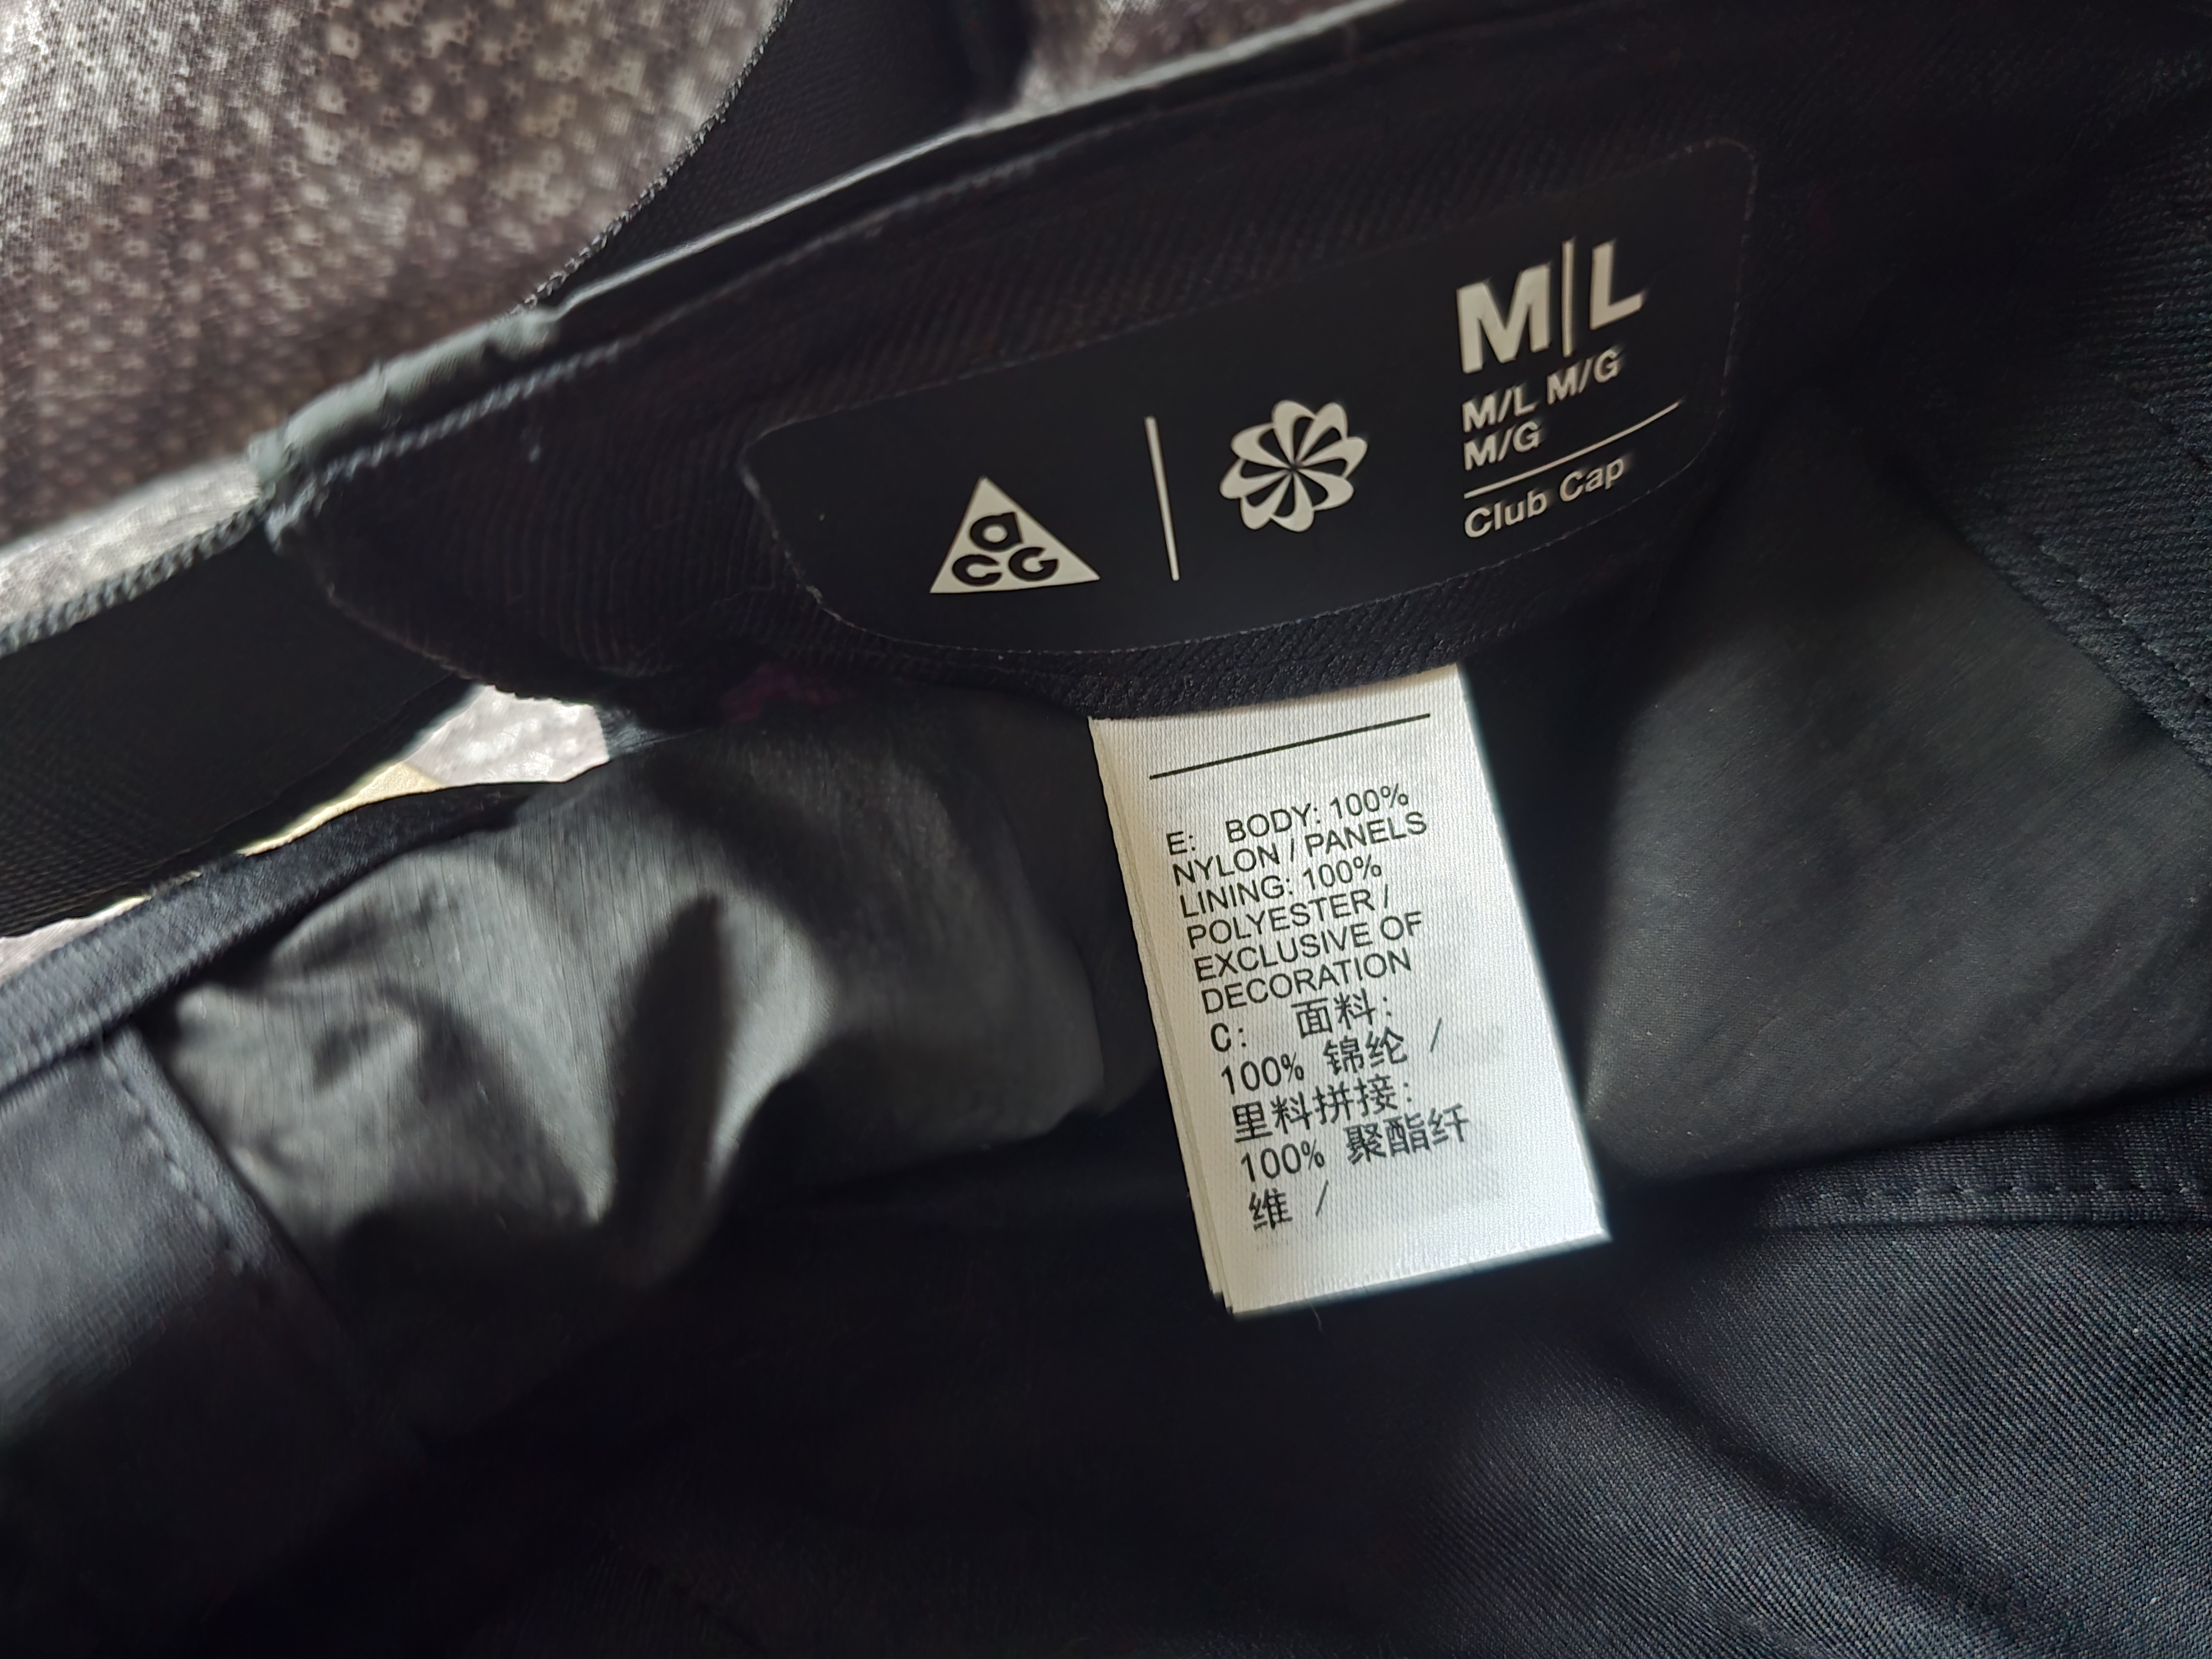 M|L
M/L M/G
M/G
Club Cap
a
CG
E: BODY: 100%
NYLON / PANELS
LINING: 100%
POLYESTER /
EXCLUSIVE OF
DECORATION
C: 面料:
100% 锦纶 /
里料拼接:
100% 聚酯纤
维 /